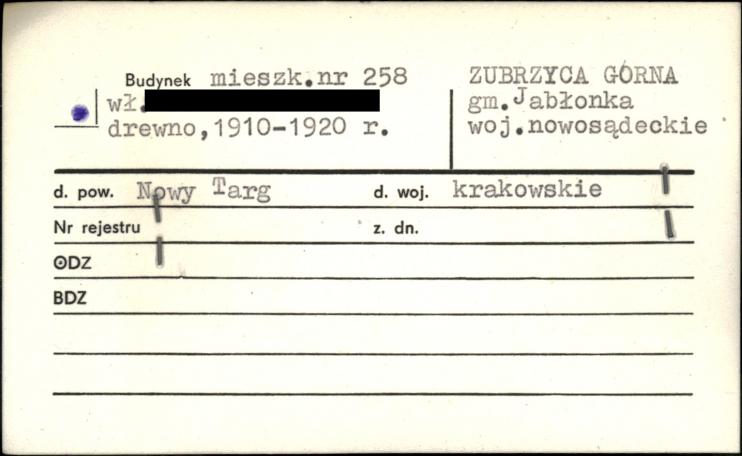 Budynek mieszk.nr 258
wł.
drewno,1910-1920 r.
ZUBRZYCA GÓRNA
gm.Jabłonka
woj.nowosądeckie
d. pow. Nowy Targ d. woj. krakowskie
Nr rejestru z. dn.
ODZ
BDZ